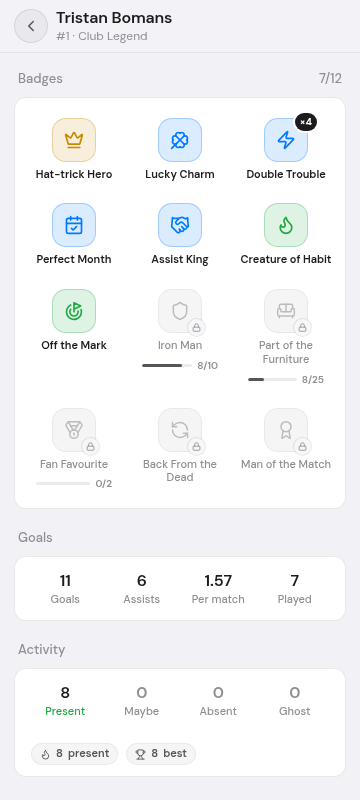 Tristan Bomans
#1 · Club Legend
Badges
7/12
×4
Hat-trick Hero
Lucky Charm
Double Trouble
Perfect Month
Assist King
Creature of Habit
Off the Mark
Iron Man
8/10
Part of the
Furniture
8/25
Fan Favourite
0/2
Back From the
Dead
Man of the Match
Goals
11
6
1.57
7
Goals
Assists
Per match
Played
Activity
8
0
0
0
Present
Maybe
Absent
Ghost
8 present
8 best